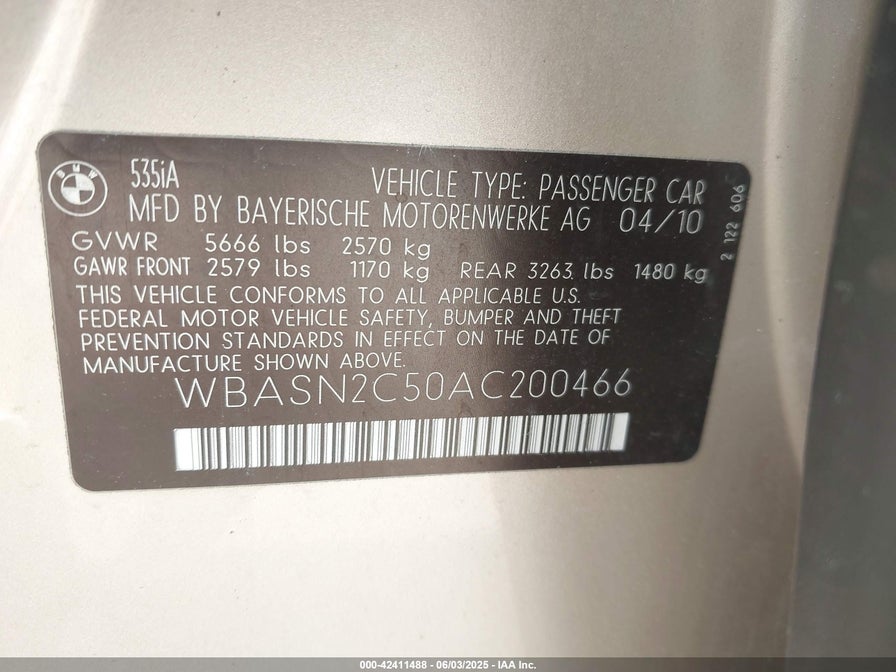 BMW
535iA
VEHICLE TYPE: PASSENGER CAR
MFD BY BAYERISCHE MOTORENWERKE AG 04/10
GVWR 5666 lbs 2570 kg
GAWR FRONT 2579 lbs 1170 kg REAR 3263 lbs 1480 kg
THIS VEHICLE CONFORMS TO ALL APPLICABLE U.S.
FEDERAL MOTOR VEHICLE SAFETY, BUMPER AND THEFT
PREVENTION STANDARDS IN EFFECT ON THE DATE OF
MANUFACTURE SHOWN ABOVE.
WBASN2C50AC200466
2 122 606
000-42411488 - 06/03/2025 - IAA Inc.